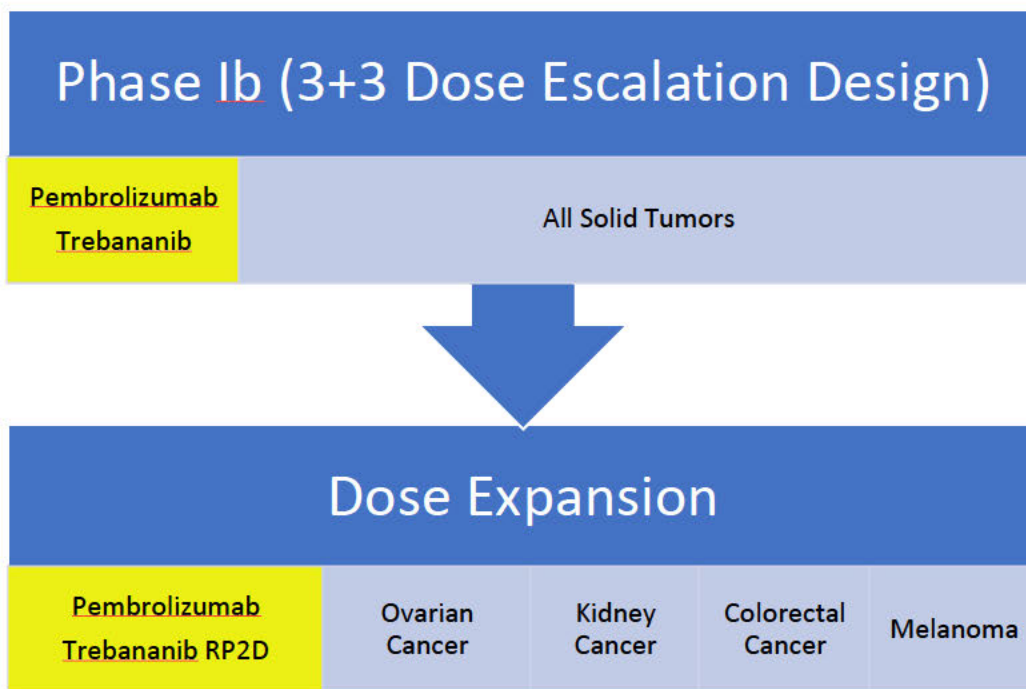 Phase Ib (3+3 Dose Escalation Design)
Pembrolizumab
Trebananib
All Solid Tumors
Dose Expansion
Pembrolizumab
Trebananib RP2D
Ovarian
Cancer
Kidney
Cancer
Colorectal
Cancer
Melanoma